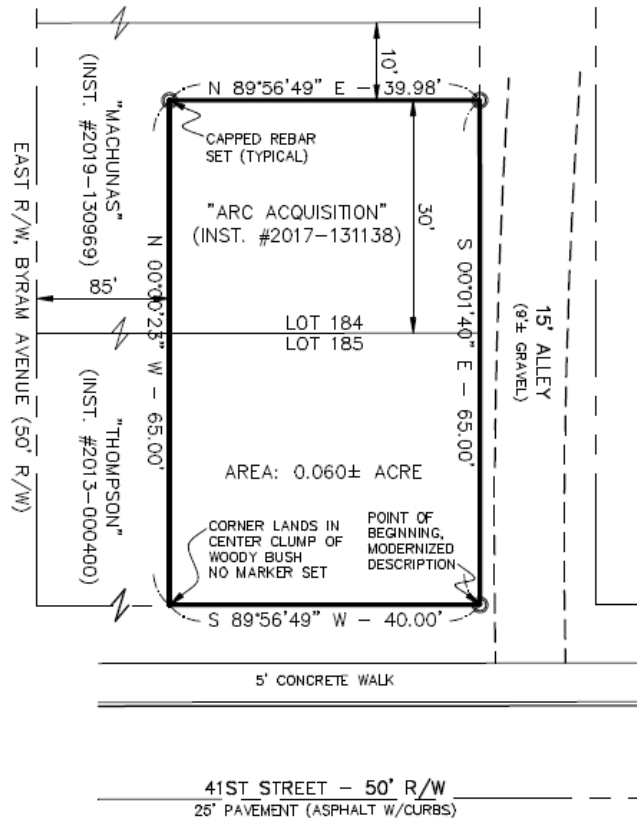 10'
N 89°56'49" E - 39.98'
CAPPED REBAR
SET (TYPICAL)
"MACHUNAS"
(INST. #2019-130969)
"ARC ACQUISITION"
(INST. #2017-131138)
30'
EAST R/W, BYRAM AVENUE (50' R/W)
85'
N 00°00'23" W - 65.00'
S 00°01'40" E - 65.00'
15' ALLEY
(9'± GRAVEL)
LOT 184
LOT 185
"THOMPSON"
(INST. #2013-000400)
AREA: 0.060± ACRE
CORNER LANDS IN
CENTER CLUMP OF
WOODY BUSH
NO MARKER SET
POINT OF
BEGINNING,
MODERNIZED
DESCRIPTION
S 89°56'49" W - 40.00'
5' CONCRETE WALK
41ST STREET - 50' R/W
25' PAVEMENT (ASPHALT W/CURBS)